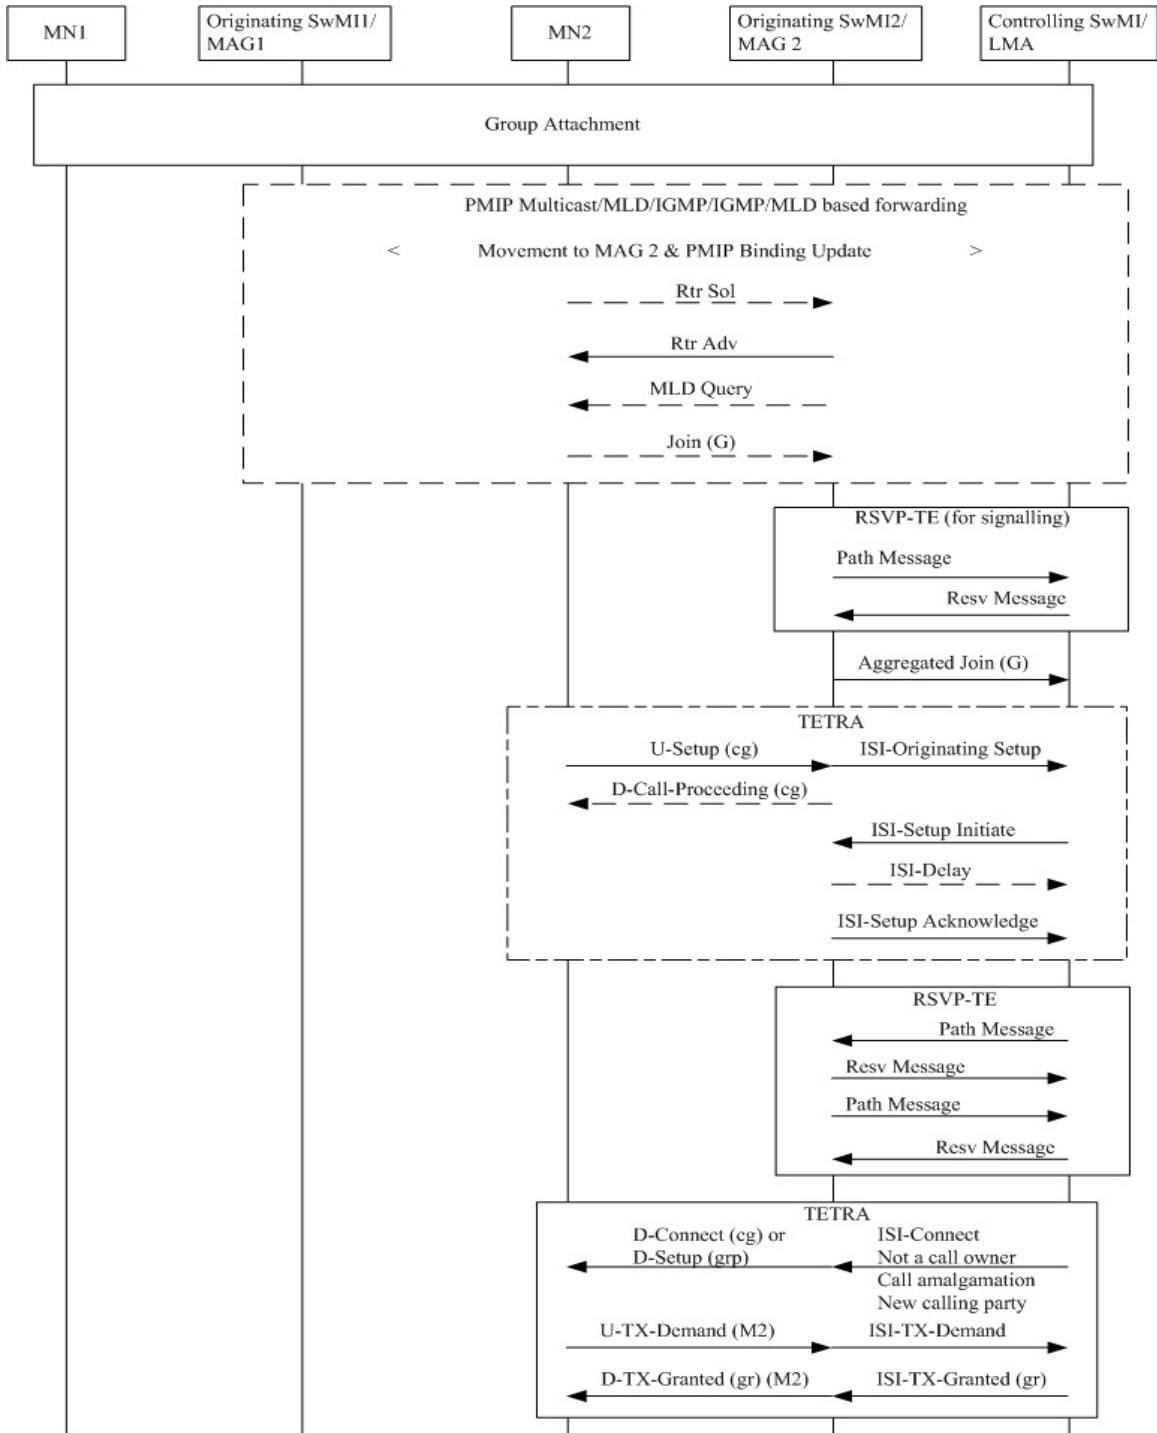 MN1
Originating SwMI1/
MAG1
MN2
Originating SwMI2/
MAG 2
Controlling SwMI/
LMA
Group Attachment
PMIP Multicast/MLD/IGMP/IGMP/MLD based forwarding
< Movement to MAG 2 & PMIP Binding Update >
Rtr Sol
Rtr Adv
MLD Query
Join (G)
RSVP-TE (for signalling)
Path Message
Resv Message
Aggregated Join (G)
TETRA
U-Setup (cg) ISI-Originating Setup
D-Call-Proceeding (cg)
ISI-Setup Initiate
ISI-Delay
ISI-Setup Acknowledge
RSVP-TE
Path Message
Resv Message
Path Message
Resv Message
TETRA
D-Connect (cg) or
D-Setup (grp)
ISI-Connect
Not a call owner
Call amalgamation
New calling party
U-TX-Demand (M2) ISI-TX-Demand
D-TX-Granted (gr) (M2) ISI-TX-Granted (gr)